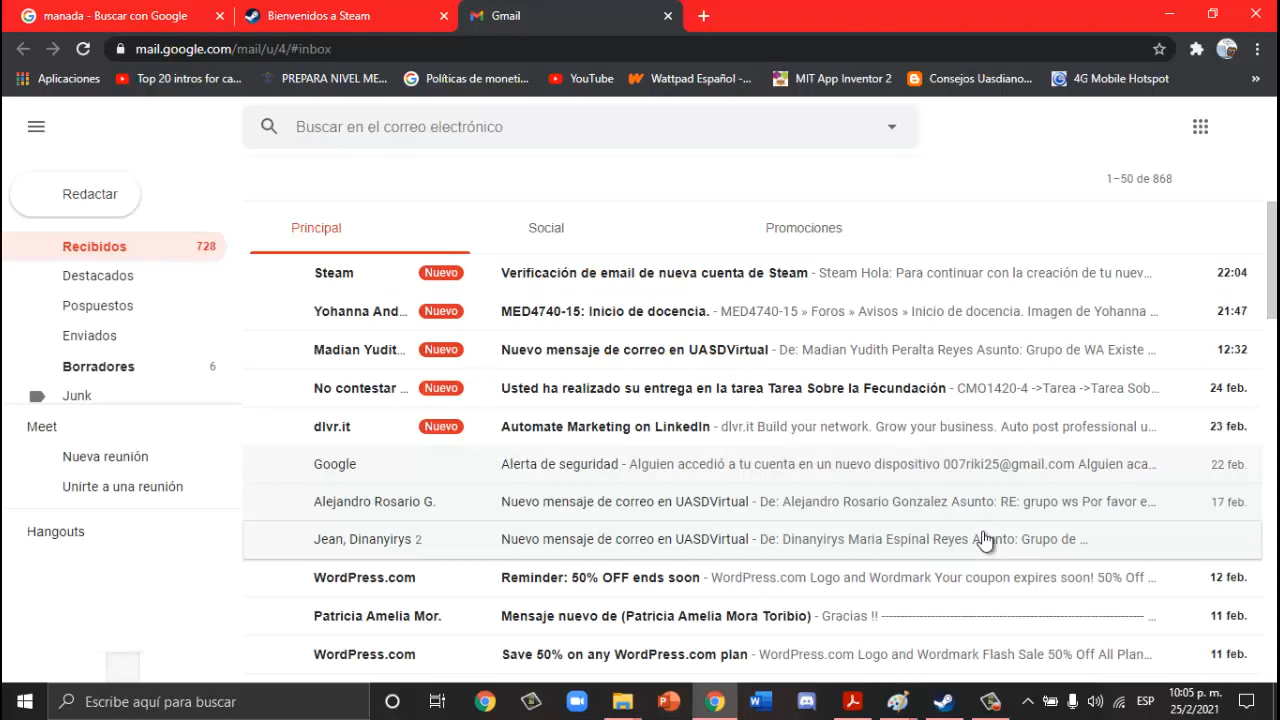 manada - Buscar con Google
Bienvenidos a Steam
Gmail
mail.google.com/mail/u/4/#inbox
Aplicaciones
Top 20 intros for ca...
PREPARA NIVEL ME...
Políticas de moneti...
YouTube
Wattpad Español -...
MIT App Inventor 2
Consejos Uasdiano...
4G Mobile Hotspot
»
Buscar en el correo electrónico
1–50 de 868
Redactar
Principal
Social
Promociones
Recibidos 728
Destacados
Pospuestos
Enviados
Borradores 6
Junk
Meet
Nueva reunión
Unirte a una reunión
Hangouts
Steam Nuevo Verificación de email de nueva cuenta de Steam - Steam Hola: Para continuar con la creación de tu nuev... 22:04
Yohanna And... Nuevo MED4740-15: Inicio de docencia. - MED4740-15 » Foros » Avisos » Inicio de docencia. Imagen de Yohanna ... 21:47
Madian Yudit... Nuevo Nuevo mensaje de correo en UASDVirtual - De: Madian Yudith Peralta Reyes Asunto: Grupo de WA Existe ... 12:32
No contestar ... Nuevo Usted ha realizado su entrega en la tarea Tarea Sobre la Fecundación - CMO1420-4 ->Tarea ->Tarea Sob... 24 feb.
dlvr.it Nuevo Automate Marketing on LinkedIn - dlvr.it Build your network. Grow your business. Auto post professional u... 23 feb.
Google Alerta de seguridad - Alguien accedió a tu cuenta en un nuevo dispositivo 007riki25@gmail.com Alguien aca... 22 feb.
Alejandro Rosario G. Nuevo mensaje de correo en UASDVirtual - De: Alejandro Rosario Gonzalez Asunto: RE: grupo ws Por favor e... 17 feb.
Jean, Dinanyirys 2 Nuevo mensaje de correo en UASDVirtual - De: Dinanyirys Maria Espinal Reyes Asunto: Grupo de ...
WordPress.com Reminder: 50% OFF ends soon - WordPress.com Logo and Wordmark Your coupon expires soon! 50% Off ... 12 feb.
Patricia Amelia Mor. Mensaje nuevo de (Patricia Amelia Mora Toribio) - Gracias !! ---------------------------------------------------------------- ... 11 feb.
WordPress.com Save 50% on any WordPress.com plan - WordPress.com Logo and Wordmark Flash Sale 50% Off All Plan... 11 feb.
Escribe aquí para buscar
ESP
10:05 p. m.
25/2/2021